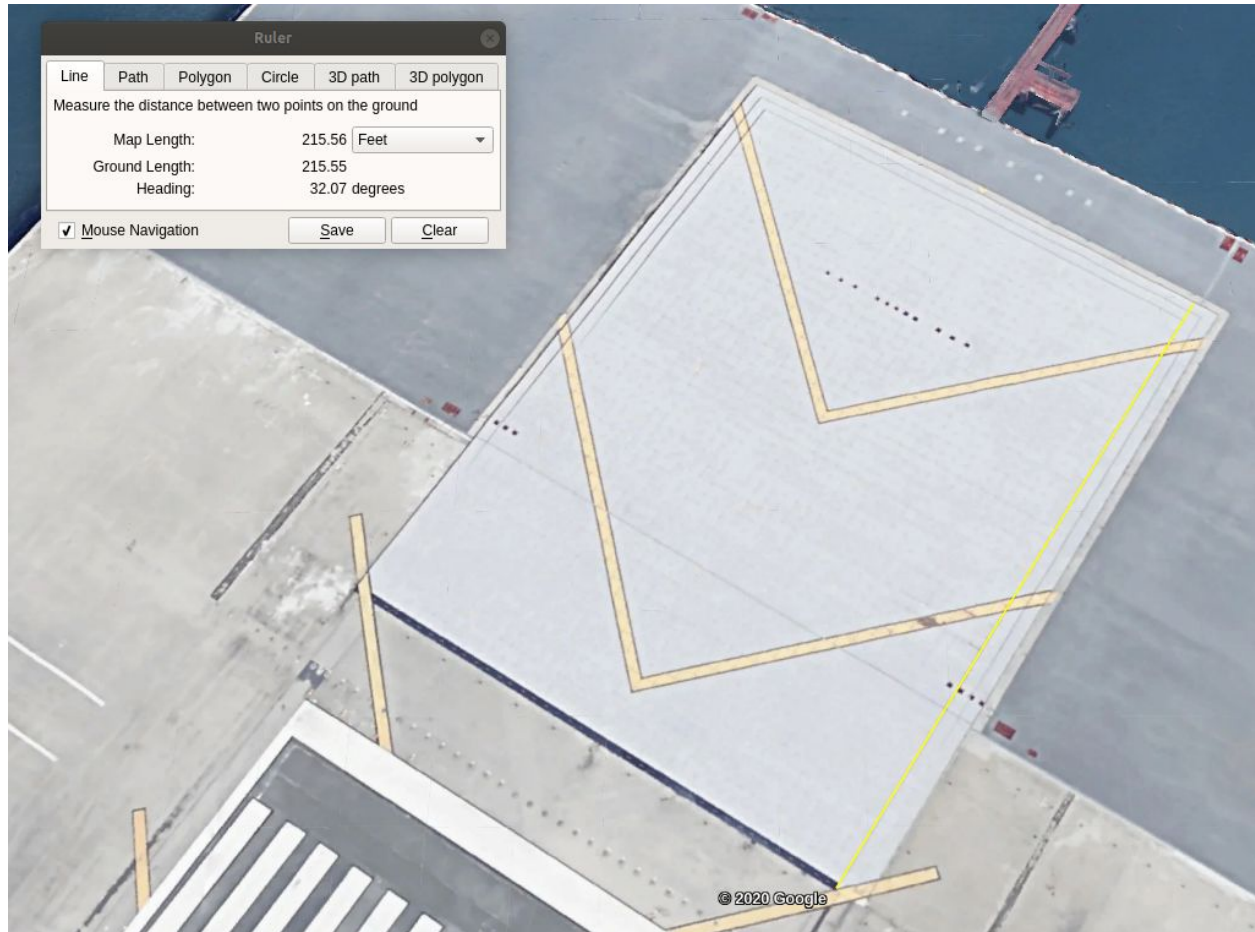 Ruler
Line Path Polygon Circle 3D path 3D polygon
Measure the distance between two points on the ground
Map Length: 215.56 Feet
Ground Length: 215.55
Heading: 32.07 degrees
Mouse Navigation Save Clear
© 2020 Google